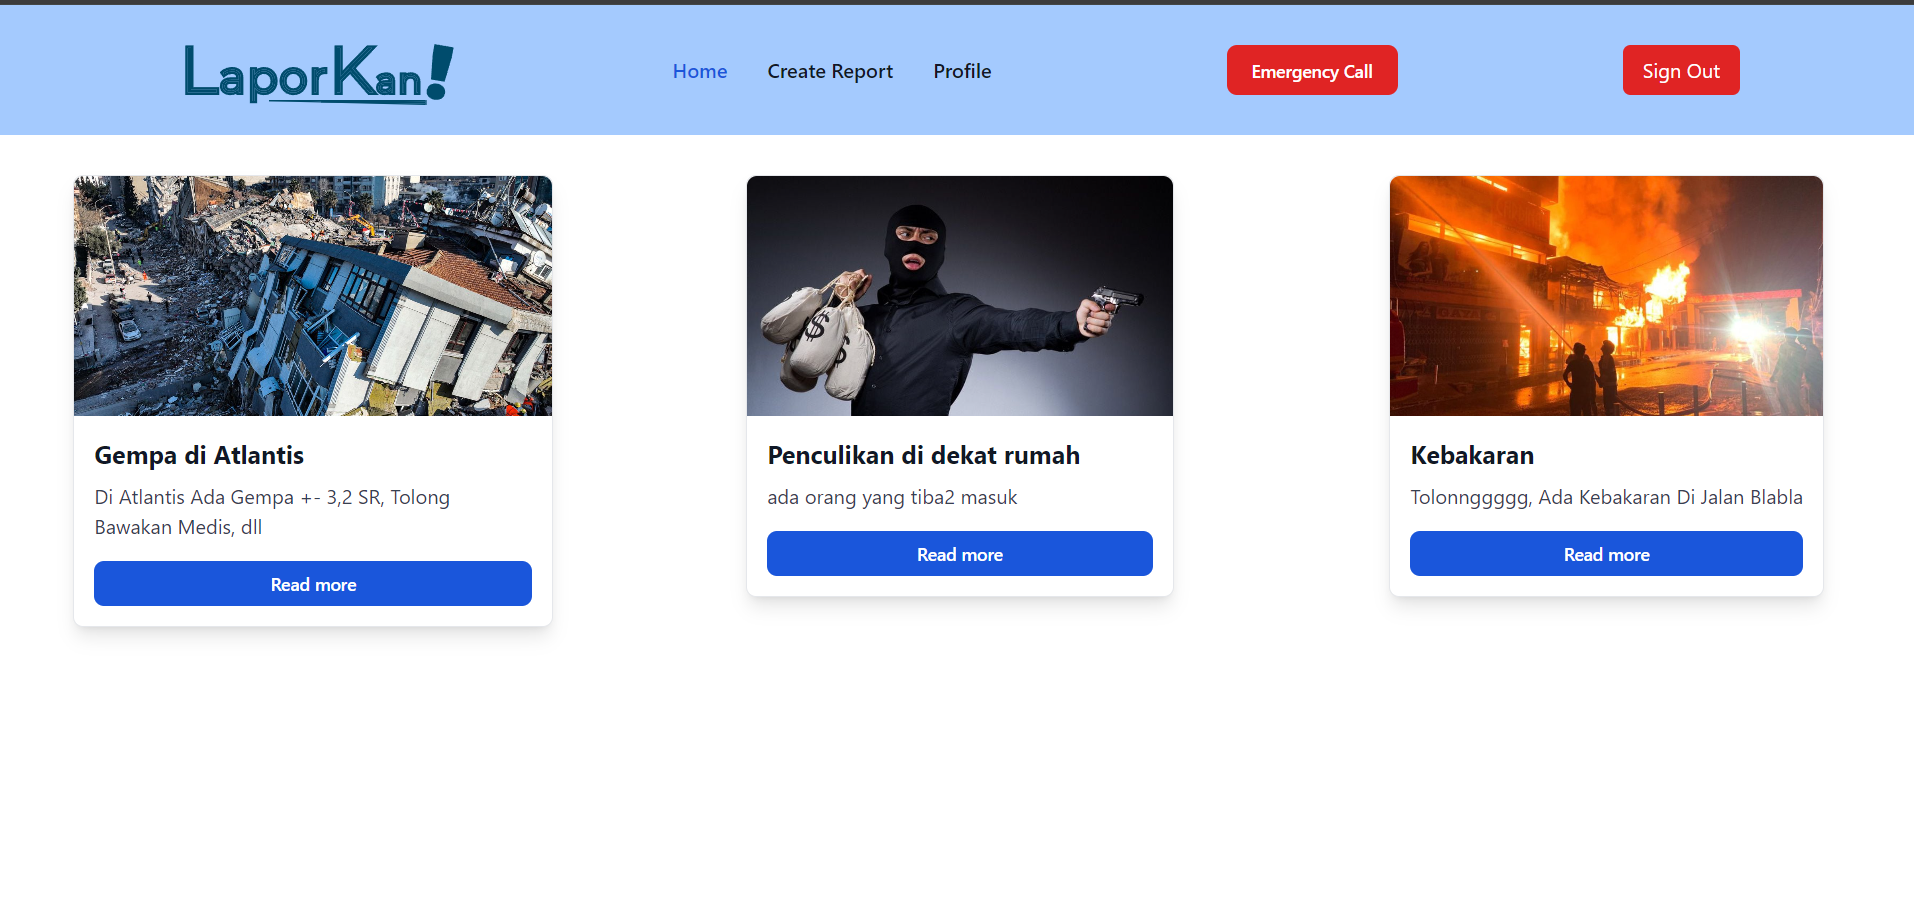 LaporKan!
Home
Create Report
Profile
Emergency Call
Sign Out
$
$
Gempa di Atlantis
Di Atlantis Ada Gempa +- 3,2 SR, Tolong
Bawakan Medis, dll
Read more
Penculikan di dekat rumah
ada orang yang tiba2 masuk
Read more
Kebakaran
Tolonnggggg, Ada Kebakaran Di Jalan Blabla
Read more